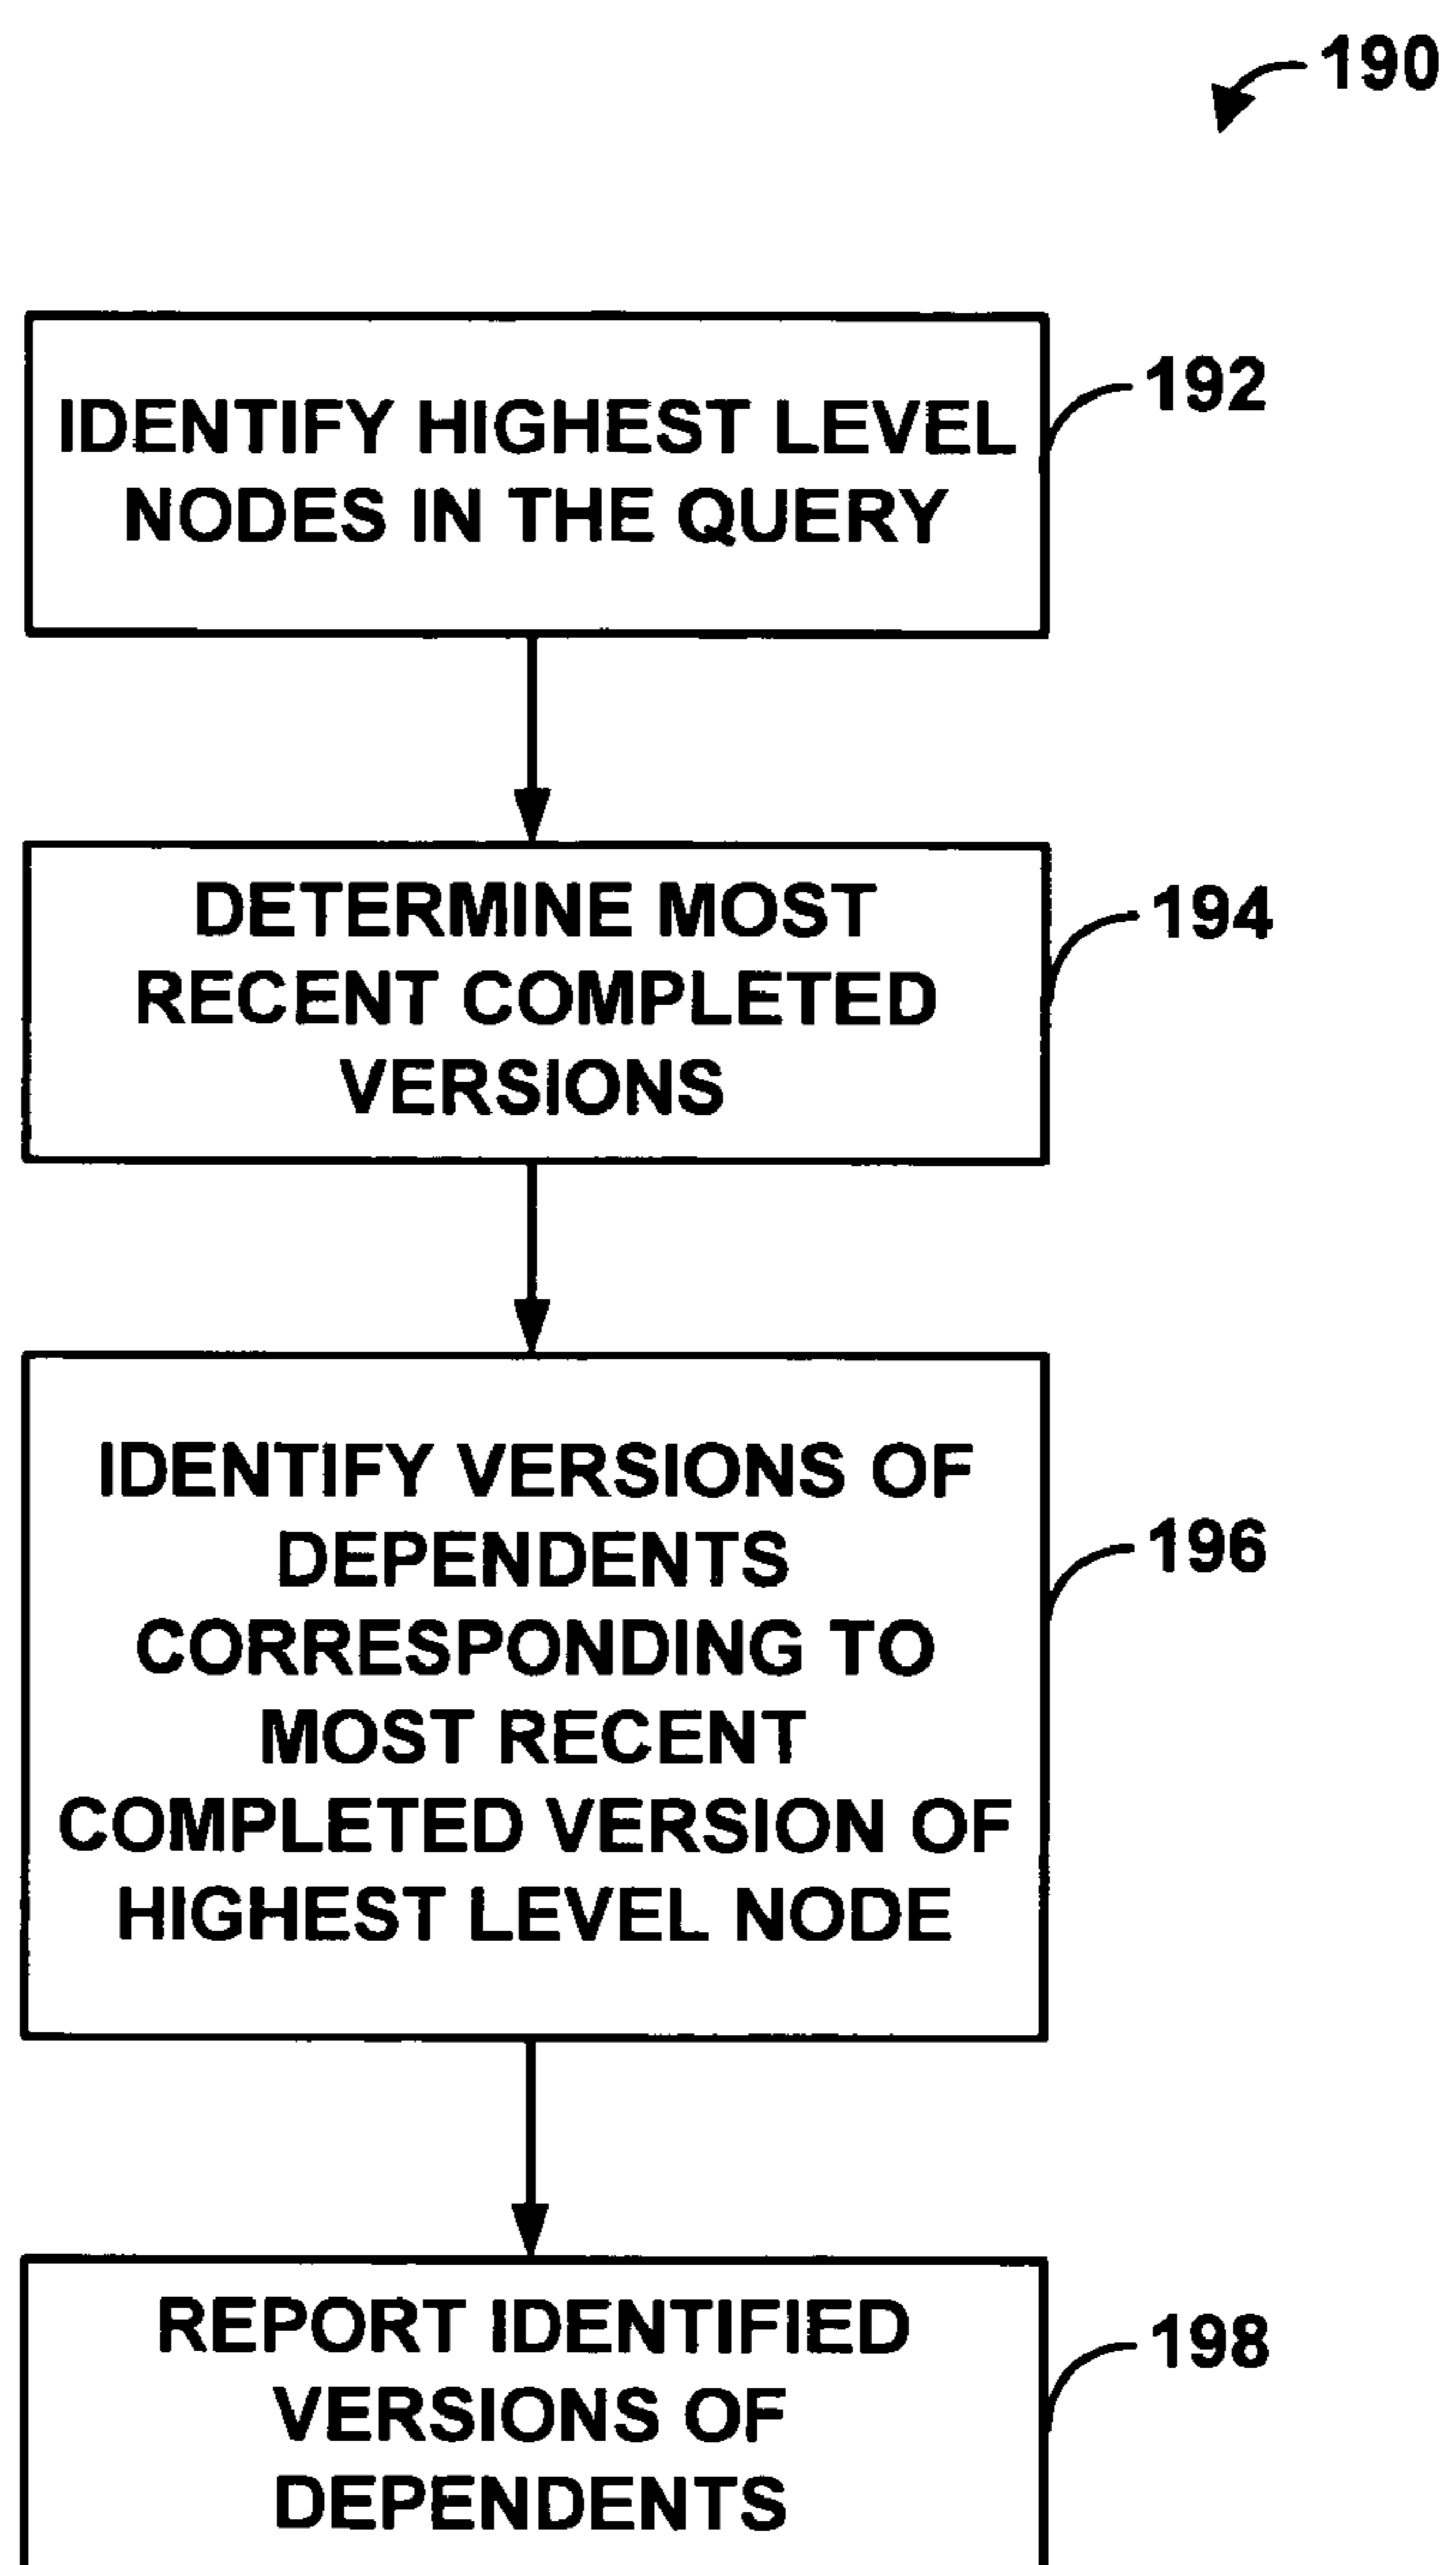 190
IDENTIFY HIGHEST LEVEL
NODES IN THE QUERY
192
DETERMINE MOST
RECENT COMPLETED
VERSIONS
194
IDENTIFY VERSIONS OF
DEPENDENTS
CORRESPONDING TO
MOST RECENT
COMPLETED VERSION OF
HIGHEST LEVEL NODE
196
REPORT IDENTIFIED
VERSIONS OF
DEPENDENTS
198